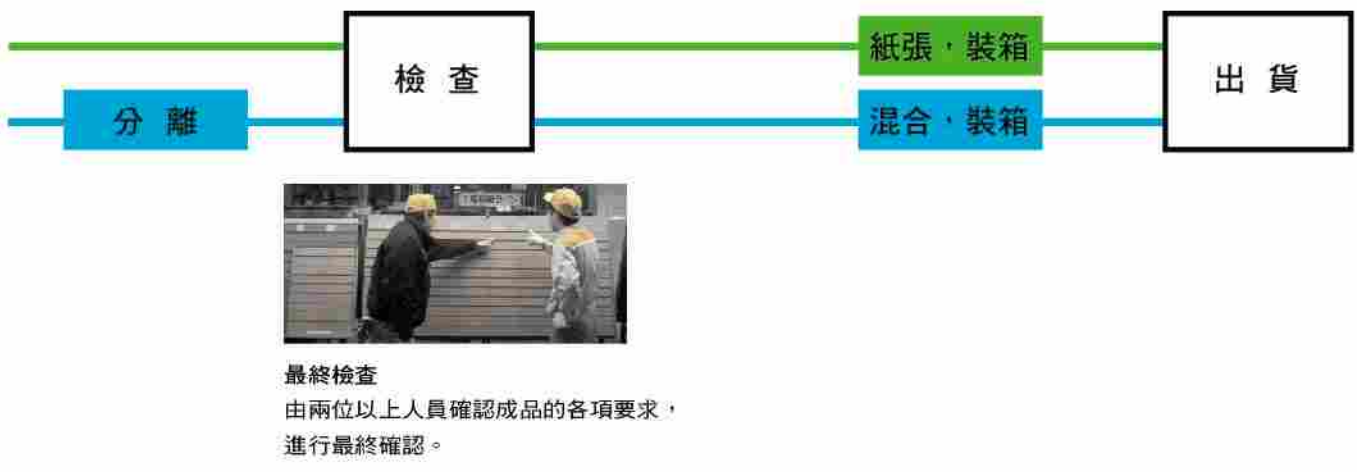 檢 查
紙張，裝箱
出 貨
分 離
混合，裝箱
最終檢查
由兩位以上人員確認成品的各項要求，
進行最終確認。